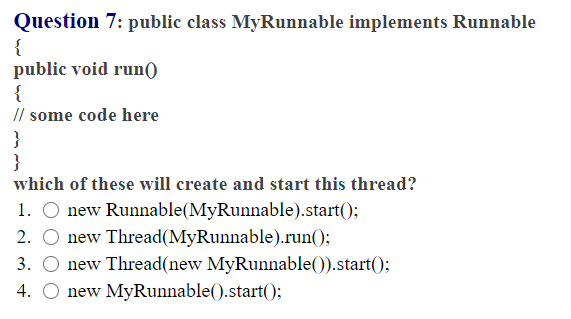 Question 7: public class MyRunnable implements Runnable
{
public void run()
{
// some code here
}
}
which of these will create and start this thread?
1. new Runnable(MyRunnable).start();
2. new Thread(MyRunnable).run();
3. new Thread(new MyRunnable()).start();
4. new MyRunnable().start();